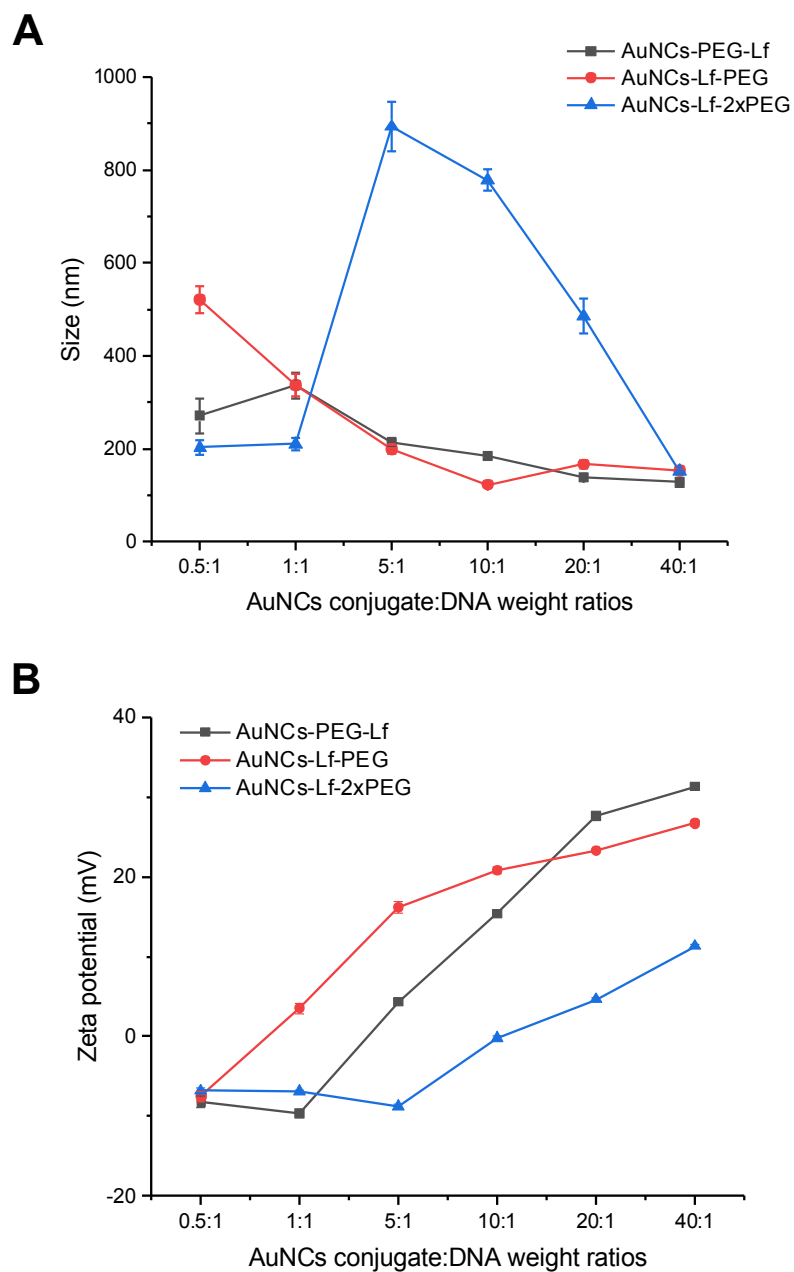 A
AuNCs-PEG-Lf
AuNCs-Lf-PEG
AuNCs-Lf-2xPEG
1000
800
600
400
200
0
Size (nm)
0.5:1 1:1 5:1 10:1 20:1 40:1
AuNCs conjugate:DNA weight ratios
B
AuNCs-PEG-Lf
AuNCs-Lf-PEG
AuNCs-Lf-2xPEG
40
20
0
-20
Zeta potential (mV)
0.5:1 1:1 5:1 10:1 20:1 40:1
AuNCs conjugate:DNA weight ratios